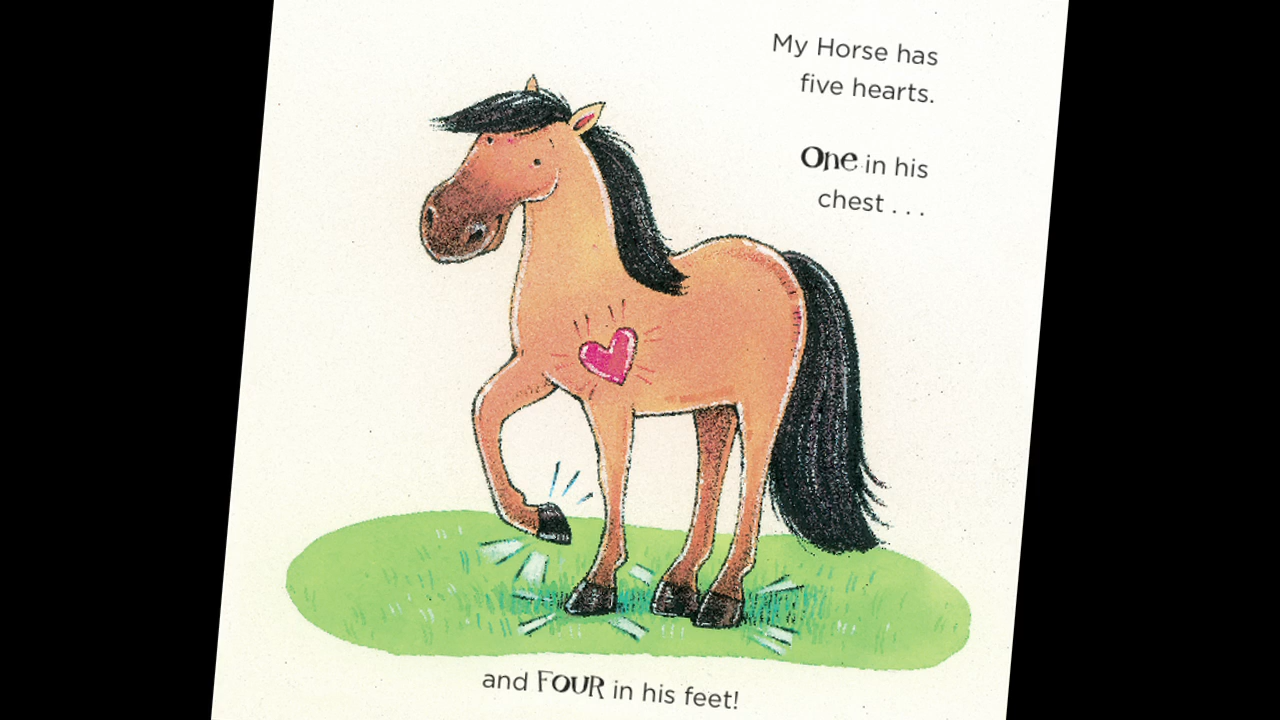 My Horse has
five hearts.
One in his
chest . . .
and FOUR in his feet!